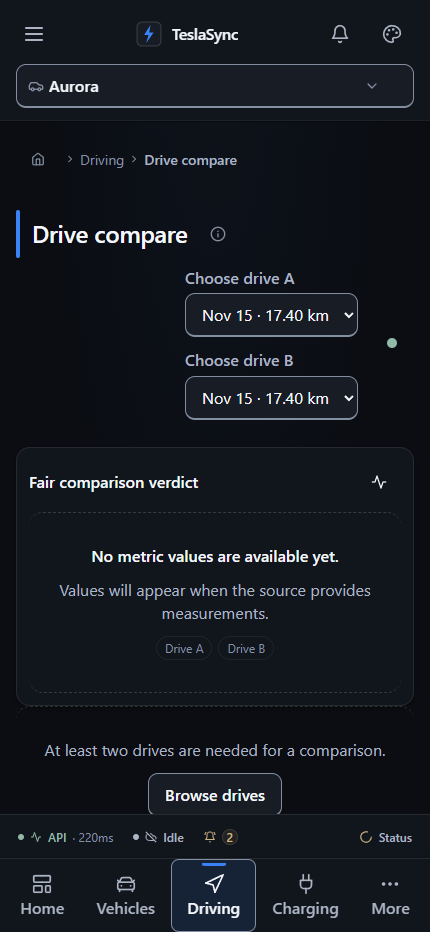 TeslaSync
Aurora
Driving
Drive compare
Drive compare
Choose drive A
Nov 15 · 17.40 km
Choose drive B
Nov 15 · 17.40 km
Fair comparison verdict
No metric values are available yet.
Values will appear when the source provides
measurements.
Drive A
Drive B
At least two drives are needed for a comparison.
Browse drives
API · 220ms
Idle
2
Status
Home
Vehicles
Driving
Charging
More